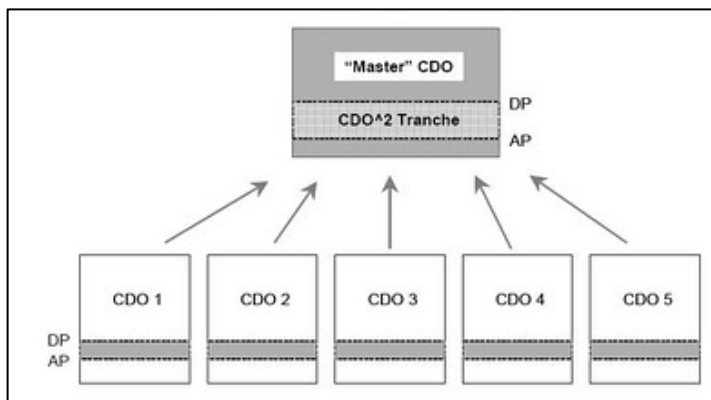 “Master” CDO
DP
CDO^2 Tranche
AP
CDO 1
CDO 2
CDO 3
CDO 4
CDO 5
DP
AP